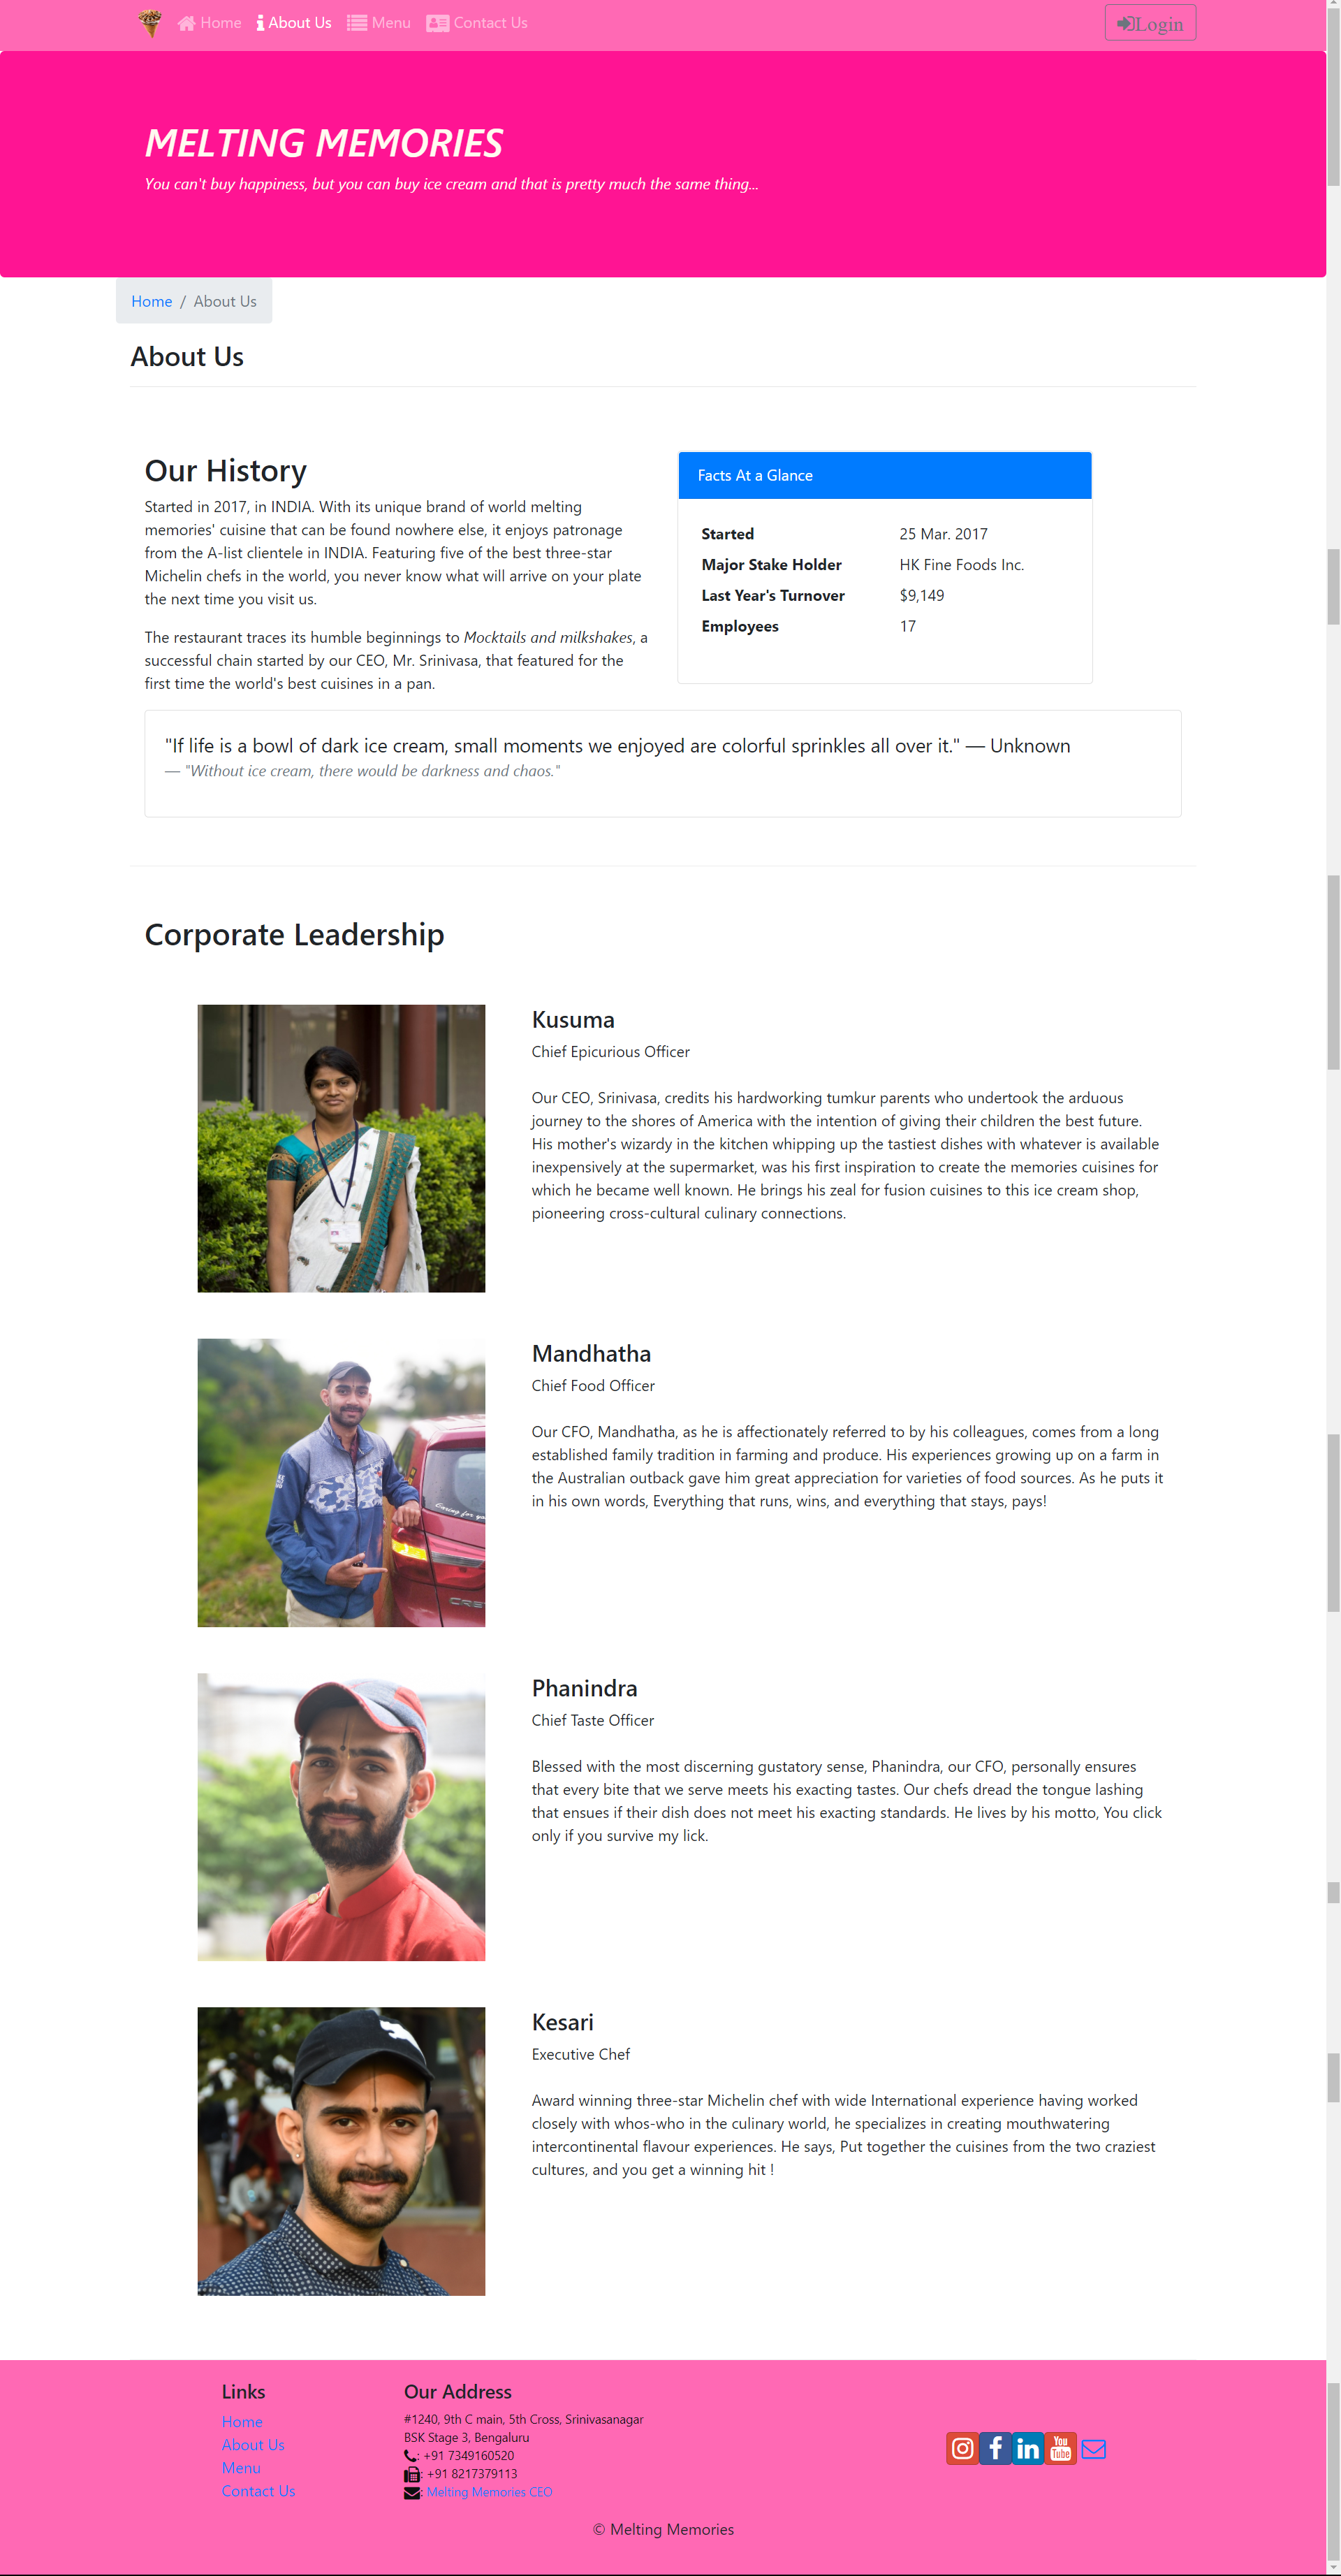 Home About Us Menu Contact Us Login
MELTING MEMORIES
You can't buy happiness, but you can buy ice cream and that is pretty much the same thing...
Home / About Us
About Us
Our History
Started in 2017, in INDIA. With its unique brand of world melting
memories' cuisine that can be found nowhere else, it enjoys patronage
from the A-list clientele in INDIA. Featuring five of the best three-star
Michelin chefs in the world, you never know what will arrive on your plate
the next time you visit us.
The restaurant traces its humble beginnings to Mocktails and milkshakes, a
successful chain started by our CEO, Mr. Srinivasa, that featured for the
first time the world's best cuisines in a pan.
Facts At a Glance
Started 25 Mar. 2017
Major Stake Holder HK Fine Foods Inc.
Last Year's Turnover $9,149
Employees 17
"If life is a bowl of dark ice cream, small moments we enjoyed are colorful sprinkles all over it." — Unknown
— "Without ice cream, there would be darkness and chaos."
Corporate Leadership
Kusuma
Chief Epicurious Officer
Our CEO, Srinivasa, credits his hardworking tumkur parents who undertook the arduous
journey to the shores of America with the intention of giving their children the best future.
His mother's wizardy in the kitchen whipping up the tastiest dishes with whatever is available
inexpensively at the supermarket, was his first inspiration to create the memories cuisines for
which he became well known. He brings his zeal for fusion cuisines to this ice cream shop,
pioneering cross-cultural culinary connections.
Mandhatha
Chief Food Officer
Our CFO, Mandhatha, as he is affectionately referred to by his colleagues, comes from a long
established family tradition in farming and produce. His experiences growing up on a farm in
the Australian outback gave him great appreciation for varieties of food sources. As he puts it
in his own words, Everything that runs, wins, and everything that stays, pays!
Phanindra
Chief Taste Officer
Blessed with the most discerning gustatory sense, Phanindra, our CFO, personally ensures
that every bite that we serve meets his exacting tastes. Our chefs dread the tongue lashing
that ensues if their dish does not meet his exacting standards. He lives by his motto, You click
only if you survive my lick.
Kesari
Executive Chef
Award winning three-star Michelin chef with wide International experience having worked
closely with whos-who in the culinary world, he specializes in creating mouthwatering
intercontinental flavour experiences. He says, Put together the cuisines from the two craziest
cultures, and you get a winning hit !
Links
Home
About Us
Menu
Contact Us
Our Address
#1240, 9th C main, 5th Cross, Srinivasanagar
BSK Stage 3, Bengaluru
: +91 7349160520
: +91 8217379113
: Melting Memories CEO
You Tube
© Melting Memories